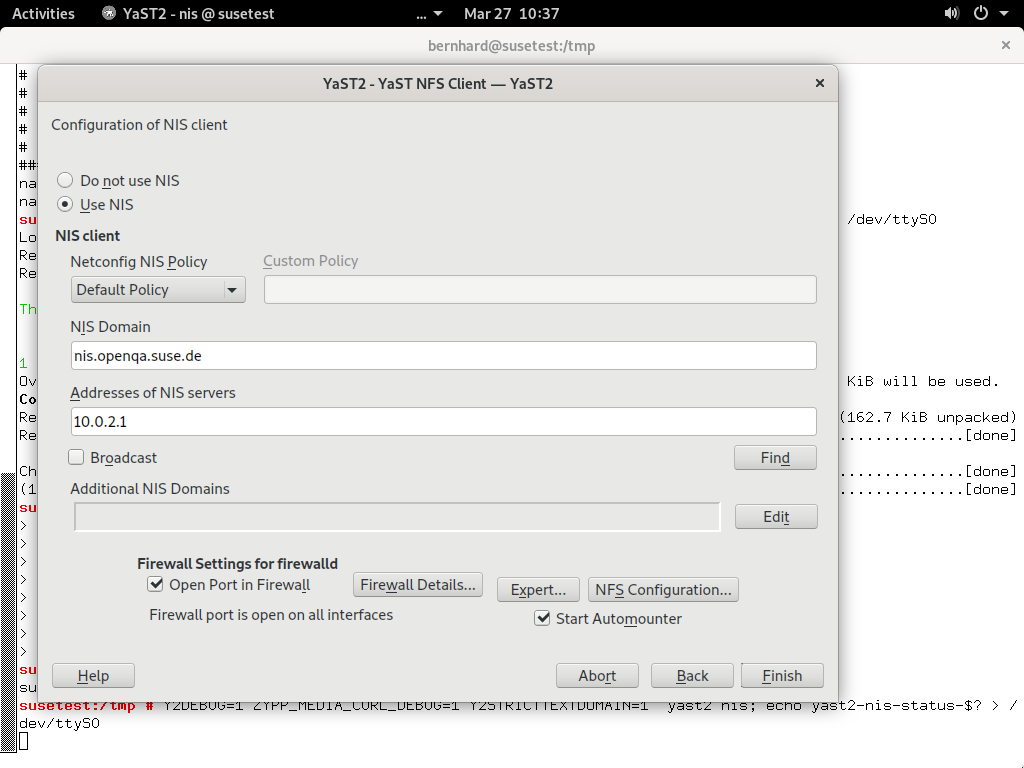 Activities YaST2 - nis @ susetest ... Mar 27 10:37
bernhard@susetest:/tmp
#
#
#
#
#
YaST2 - YaST NFS Client — YaST2
Configuration of NIS client
Do not use NIS
Use NIS
NIS client
Netconfig NIS Policy Custom Policy
Default Policy
NIS Domain
nis.openqa.suse.de
Addresses of NIS servers
10.0.2.1
Broadcast Find
Additional NIS Domains
Edit
Firewall Settings for firewalld
Open Port in Firewall Firewall Details... Expert... NFS Configuration...
Firewall port is open on all interfaces Start Automounter
Help Abort Back Finish
##
na
na
sus /dev/ttyS0
Lo
Re
Re
Th
1
Ov KiB will be used.
Co
Re (162.7 KiB unpacked)
Re ..............[done]
Ch ..............[done]
(1 ..............[done]
su
>
>
>
>
>
>
>
>
su
su
susetest:/tmp # Y2DEBUG=1 ZYPP_MEDIA_CURL_DEBUG=1 Y2STRICTTEXTDOMAIN=1 yast2 nis; echo yast2-nis-status-$? > /
dev/ttyS0